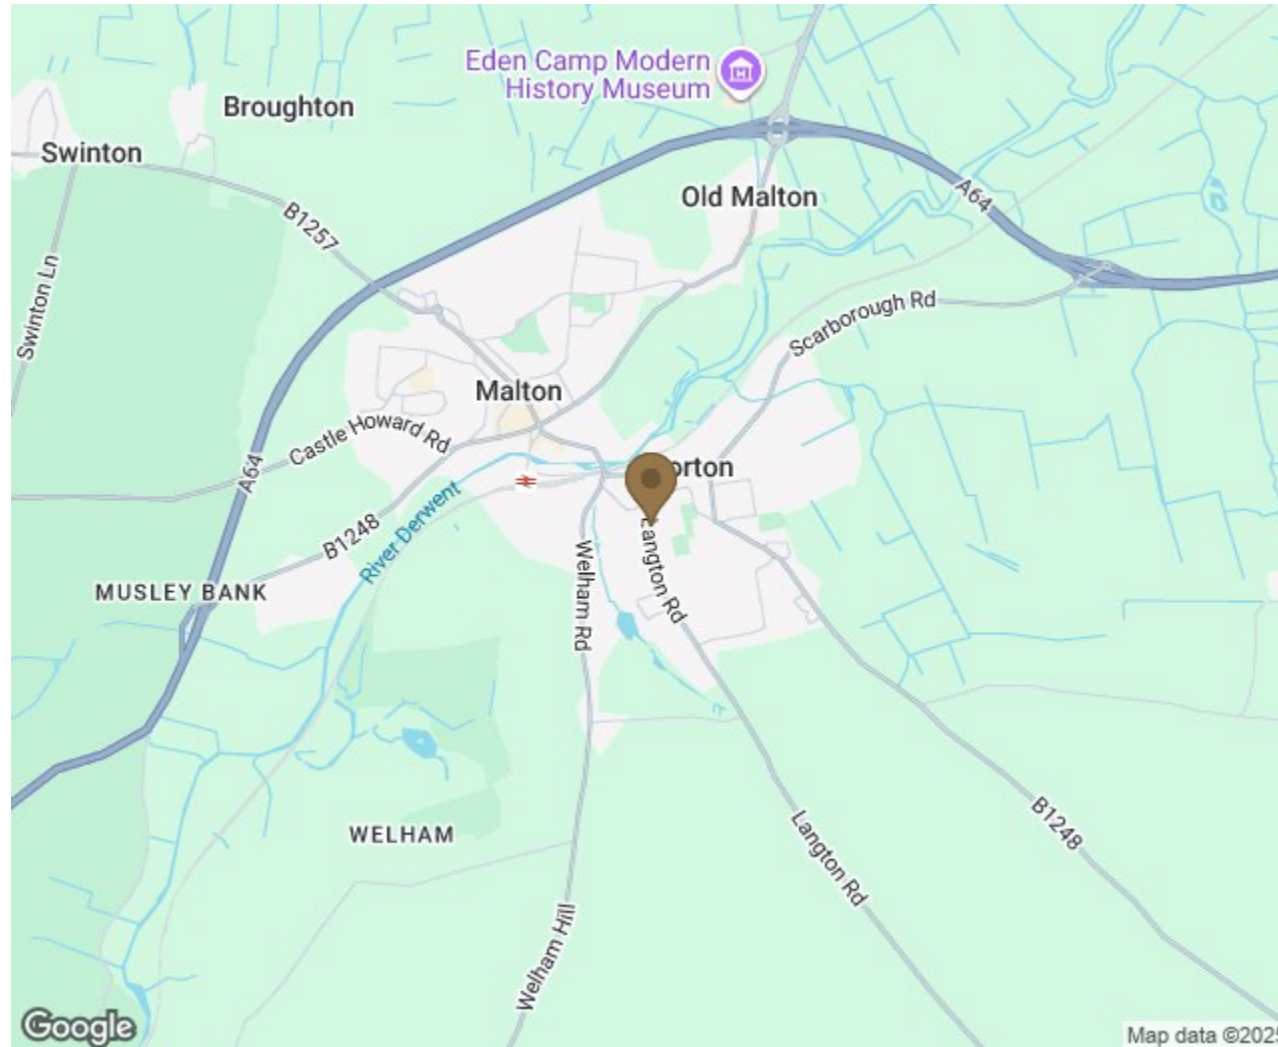 Eden Camp Modern
History Museum
Broughton
Swinton
Old Malton
A64
B1257
Swinton Ln
Scarborough Rd
Malton
Castle Howard Rd
orton
A64
River Derwent
B1248
Langton Rd
Welham Rd
MUSLEY BANK
WELHAM
B1248
Langton Rd
Welham Hill
Google
Map data ©2025